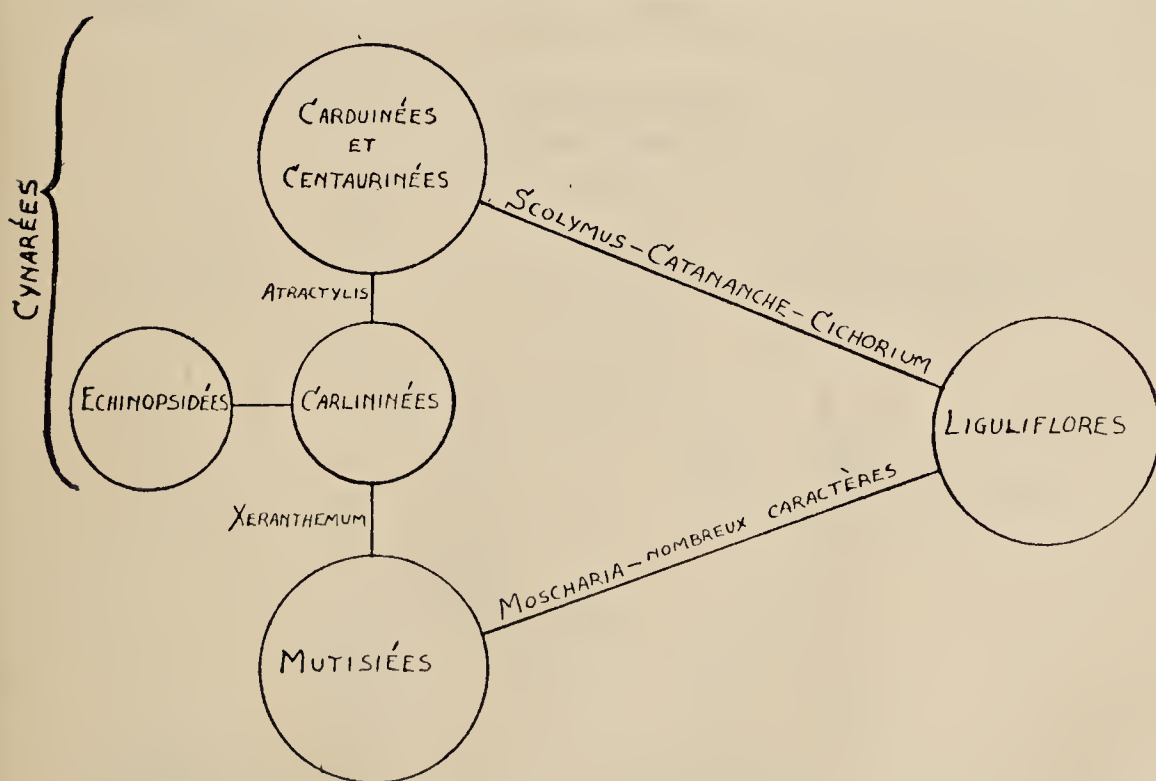 CYNARÉES
CARDUINÉES
ET
CENTAURINÉES
SCOLYMUS-CATANANCHE-CICHORIUM
ATRACTYLIS
ECHINOPSIDÉES
CARLININÉES
LIGULIFLORES
XERANTHEMUM
MOSCHARIA-NOMBREUX CARACTÈRES
MUTISIÉES